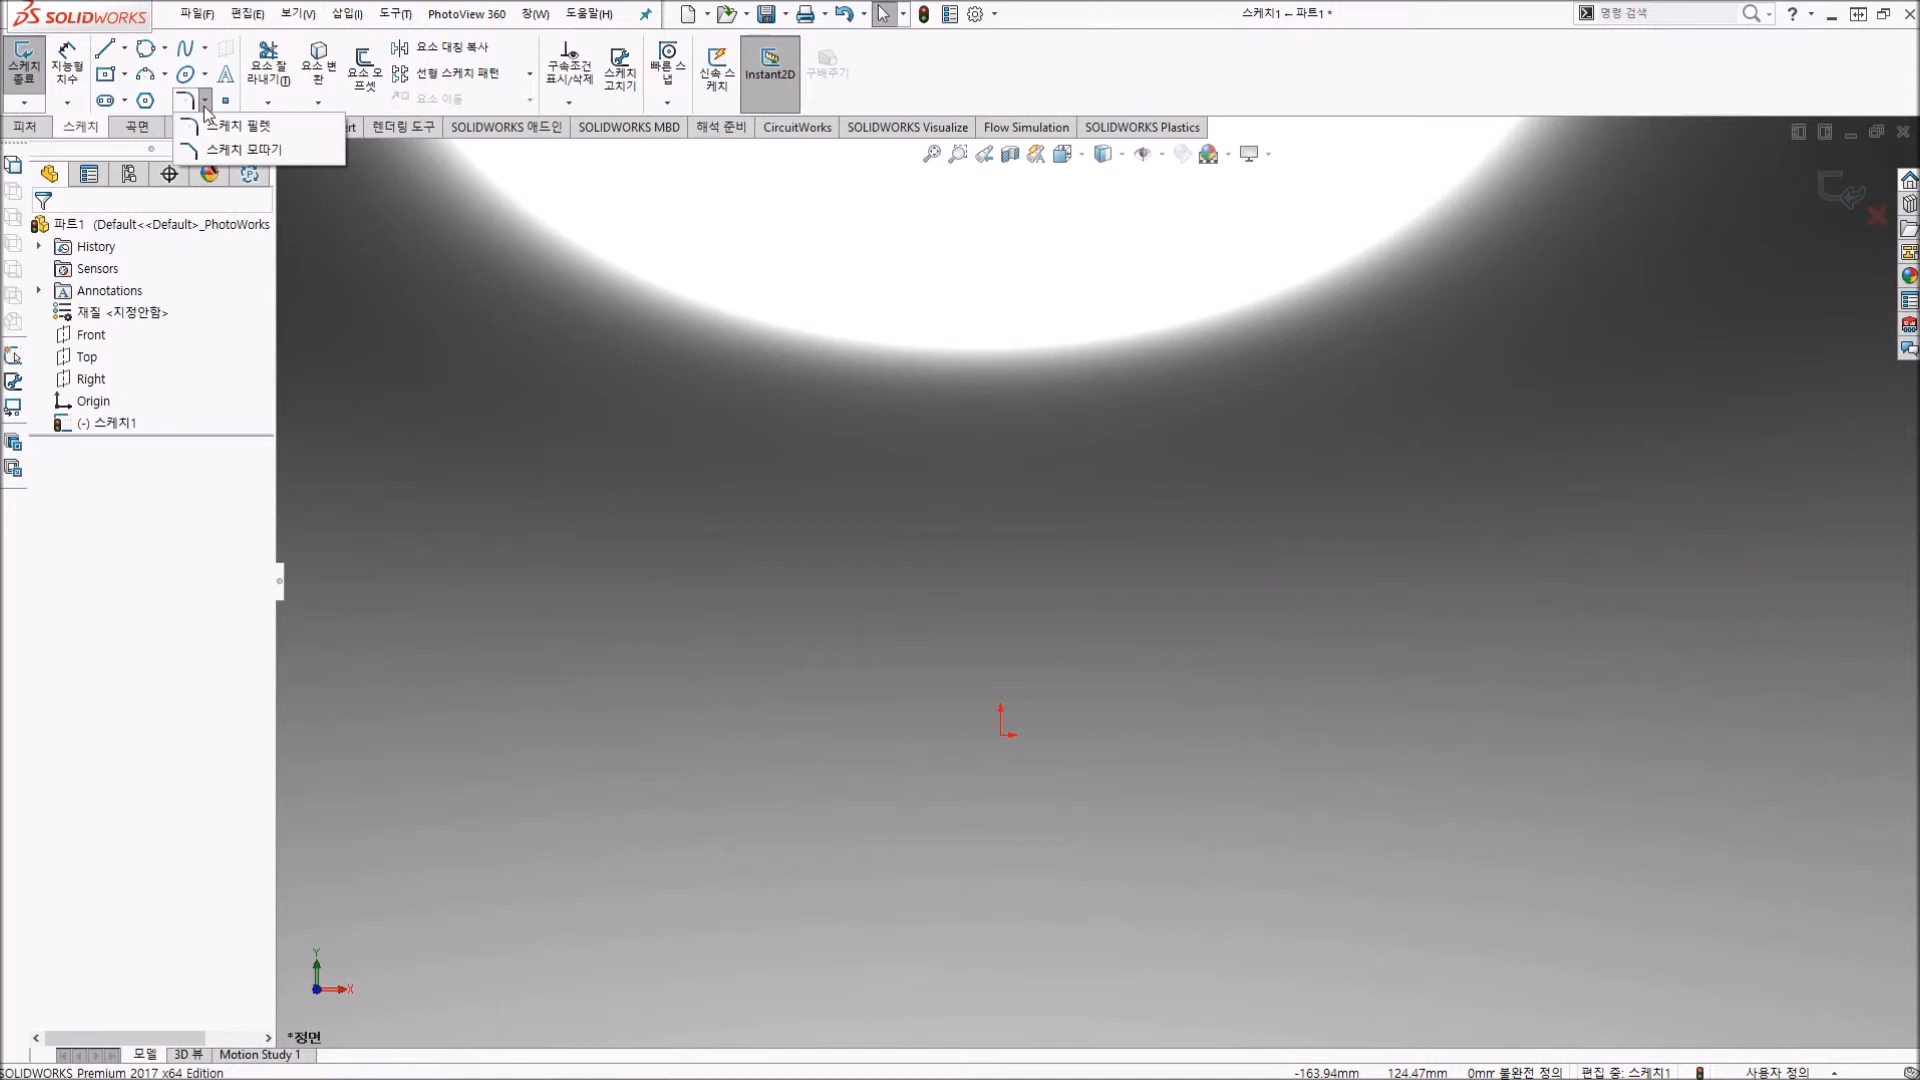 SOLIDWORKS 파일(F) 편집(E) 보기(V) 삽입(I) 도구(T) PhotoView 360 창(W) 도움말(H) 스케치1 - 파트1 * 명령 검색
스케치 종료
지능형 치수
요소 잘라내기(T)
요소 변환
요소 오프셋
요소 대칭 복사
선형 스케치 패턴
요소 이동
구속조건 표시/삭제
스케치 고치기
빠른 스냅
신속 스케치
Instant2D
구배주기
스케치 필렛
스케치 모따기
피처 스케치 곡면 렌더링 도구 SOLIDWORKS 애드인 SOLIDWORKS MBD 해석 준비 CircuitWorks SOLIDWORKS Visualize Flow Simulation SOLIDWORKS Plastics
파트1 (Default<<Default>_PhotoWorks
History
Sensors
Annotations
재질 <지정안함>
Front
Top
Right
Origin
(-) 스케치1
Y
X
*정면
모델 3D 뷰 Motion Study 1
SOLIDWORKS Premium 2017 x64 Edition -163.94mm 124.47mm 0mm 불완전 정의 편집 중: 스케치1 사용자 정의